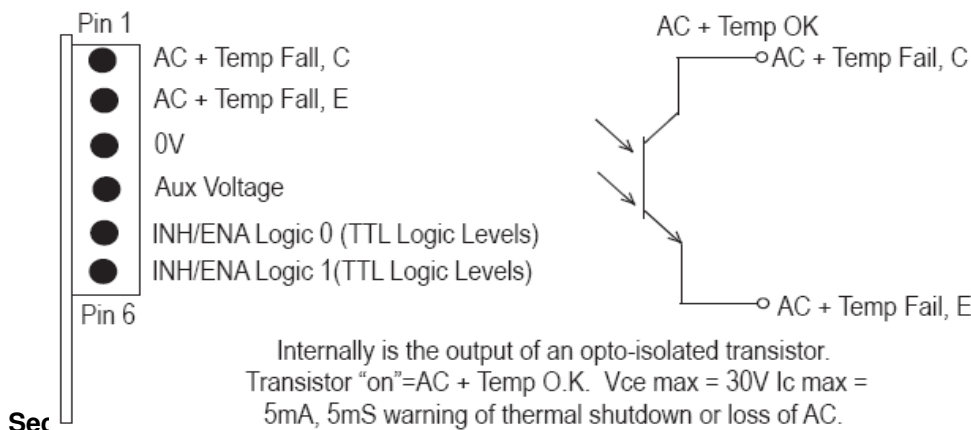 Pin 1
AC + Temp Fall, C
AC + Temp Fall, E
0V
Aux Voltage
INH/ENA Logic 0 (TTL Logic Levels)
INH/ENA Logic 1(TTL Logic Levels)
Pin 6
AC + Temp OK
AC + Temp Fail, C
AC + Temp Fail, E
Internally is the output of an opto-isolated transistor.
Transistor “on”=AC + Temp O.K. Vce max = 30V Ic max =
5mA, 5mS warning of thermal shutdown or loss of AC.